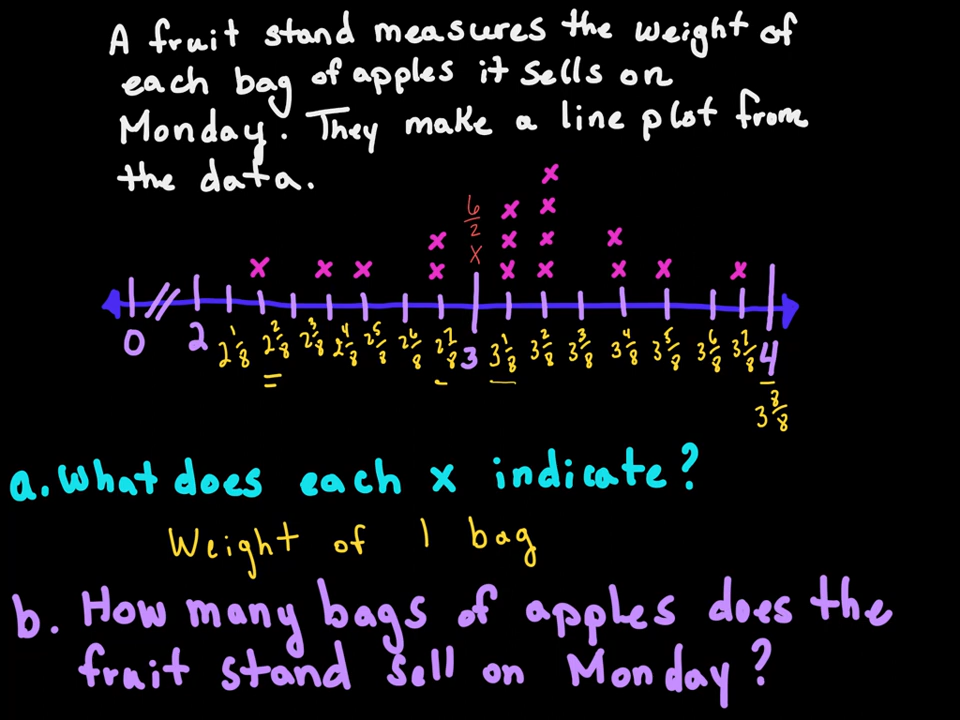 A fruit stand measures the weight of
each bag of apples it sells on
Monday. They make a line plot from
the data.
x
6/2 x x
x x x x x
x x x x x x x x x x
0 2 2 1/8 2 2/8 2 3/8 2 4/8 2 5/8 2 6/8 2 7/8 3 3 1/8 3 2/8 3 3/8 3 4/8 3 5/8 3 6/8 3 7/8 4
3 8/8
a. What does each x indicate?
Weight of 1 bag
b. How many bags of apples does the
fruit stand sell on Monday?